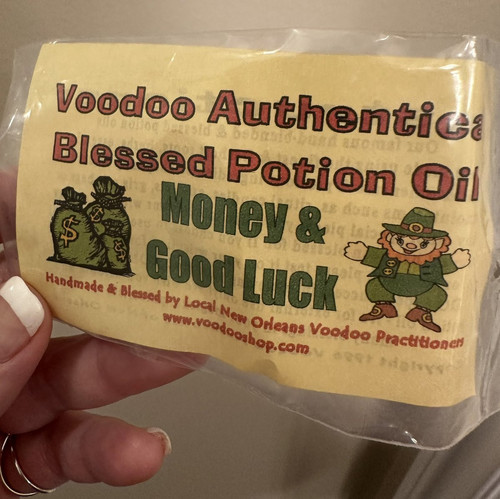 Voodoo Authentica
Blessed Potion Oil
Money &
Good Luck
Handmade & Blessed by Local New Orleans Voodoo Practitioners
www.voodooshop.com
$
$